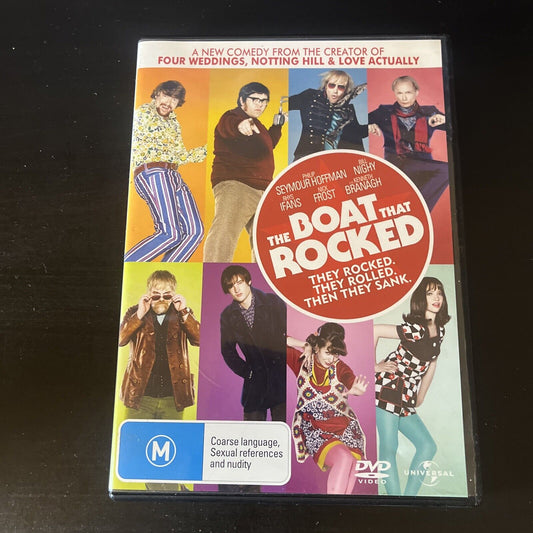 A NEW COMEDY FROM THE CREATOR OF
FOUR WEDDINGS, NOTTING HILL & LOVE ACTUALLY
PHILIP SEYMOUR HOFFMAN
BILL NIGHY
RHYS IFANS
NICK FROST
KENNETH BRANAGH
THE BOAT THAT
ROCKED
THEY ROCKED.
THEY ROLLED.
THEN THEY SANK.
M
Coarse language,
Sexual references
and nudity
DVD
VIDEO
UNIVERSAL